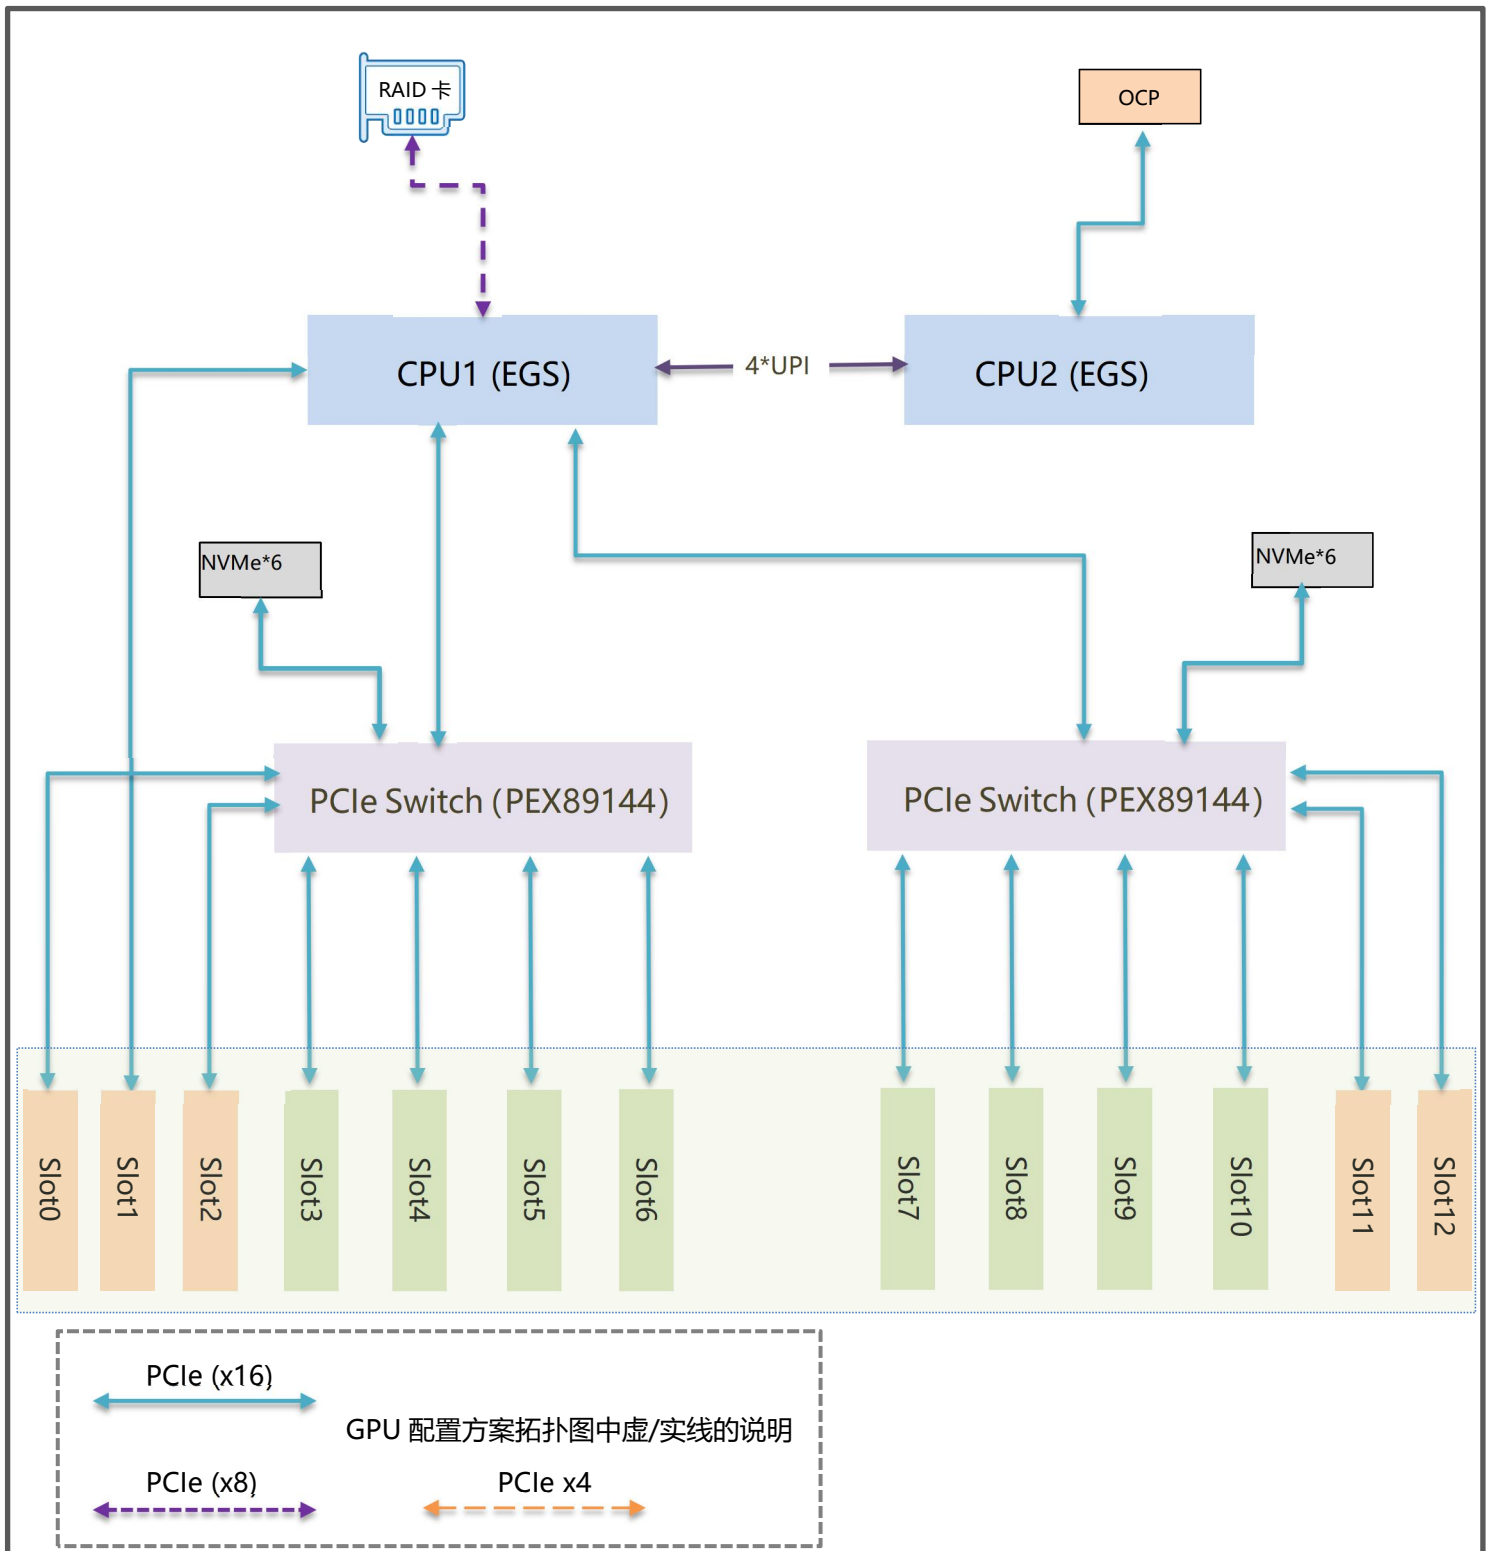 RAID 卡
OCP
CPU1 (EGS)
4*UPI
CPU2 (EGS)
NVMe*6
NVMe*6
PCIe Switch (PEX89144)
PCIe Switch (PEX89144)
Slot0
Slot1
Slot2
Slot3
Slot4
Slot5
Slot6
Slot7
Slot8
Slot9
Slot10
Slot11
Slot12
PCIe (x16)
GPU 配置方案拓扑图中虚/实线的说明
PCIe (x8)
PCIe x4